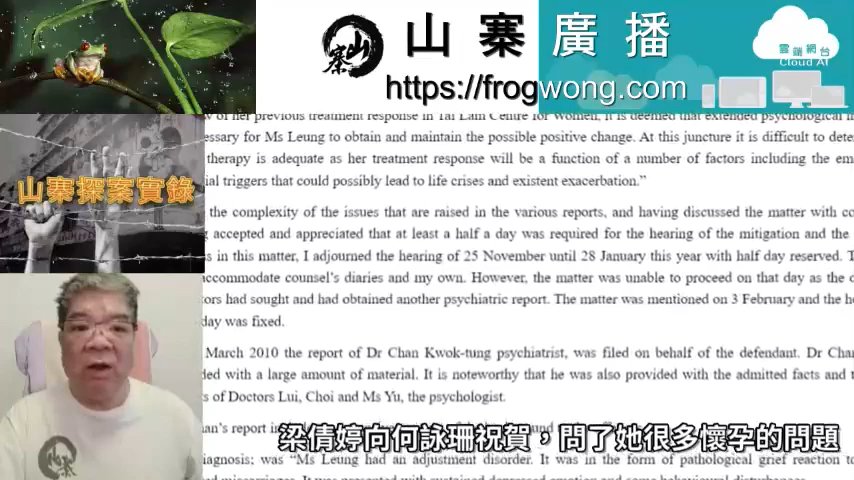 山寨廣播
https://frogwong.com
雲端網台
Cloud AI
山寨探案實錄
of her previous treatment response in Tai Lam Centre for Women, it is deemed that extended psychological
essary for Ms Leung to obtain and maintain the possible positive change. At this juncture it is difficult to dete
therapy is adequate as her treatment response will be a function of a number of factors including the em
ial triggers that could possibly lead to life crises and existent exacerbation.”
the complexity of the issues that are raised in the various reports, and having discussed the matter with co
g accepted and appreciated that at least a half a day was required for the hearing of the mitigation and the
s in this matter, I adjourned the hearing of 25 November until 28 January this year with half day reserved. T
accommodate counsel’s diaries and my own. However, the matter was unable to proceed on that day as the
tors had sought and had obtained another psychiatric report. The matter was mentioned on 3 February and the he
day was fixed.
March 2010 the report of Dr Chan Kwok-tung psychiatrist, was filed on behalf of the defendant. Dr Chan
ded with a large amount of material. It is noteworthy that he was also provided with the admitted facts and
ts of Doctors Lui, Choi and Ms Yu, the psychologist.
an’s report in
梁倩婷向何詠珊祝賀，問了她很多懷孕的問題
iagnosis; was “Ms Leung had an adjustment disorder. It was in the form of pathological grief reaction to
山寨